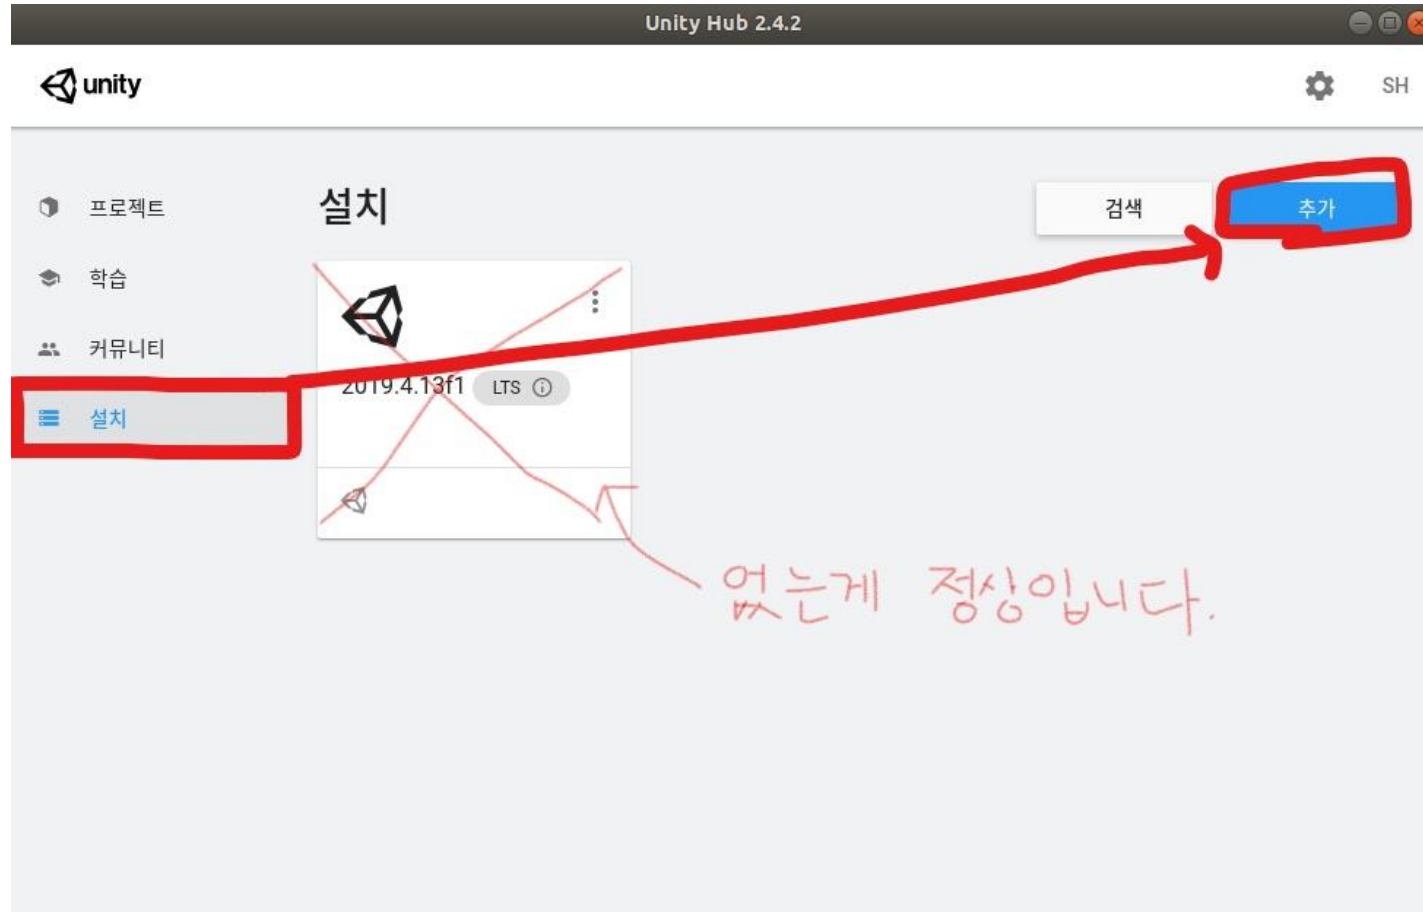 Unity Hub 2.4.2
unity
SH
프로젝트
학습
커뮤니티
설치
설치
검색
추가
2019.4.13f1 LTS
없는게 정상입니다.